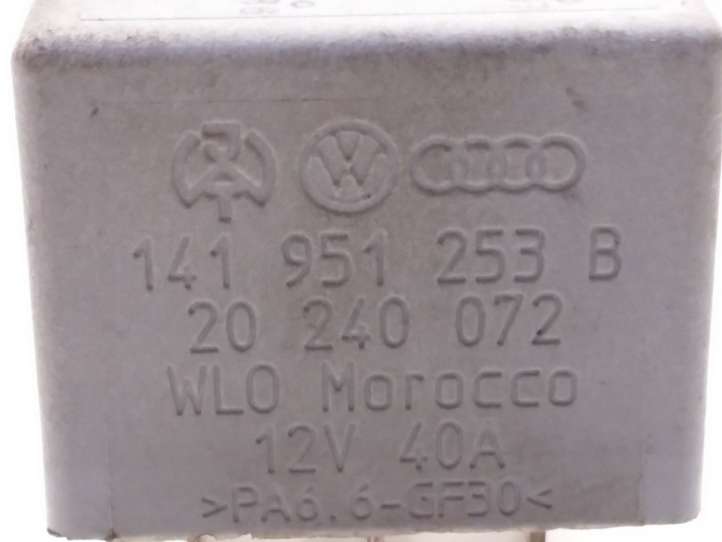 141 951 253 B
20 240 072
WLO Morocco
12V 40A
>PA6.6-GF30<